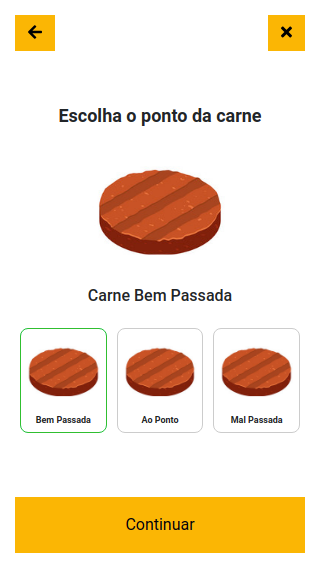 Escolha o ponto da carne
Carne Bem Passada
Bem Passada
Ao Ponto
Mal Passada
Continuar